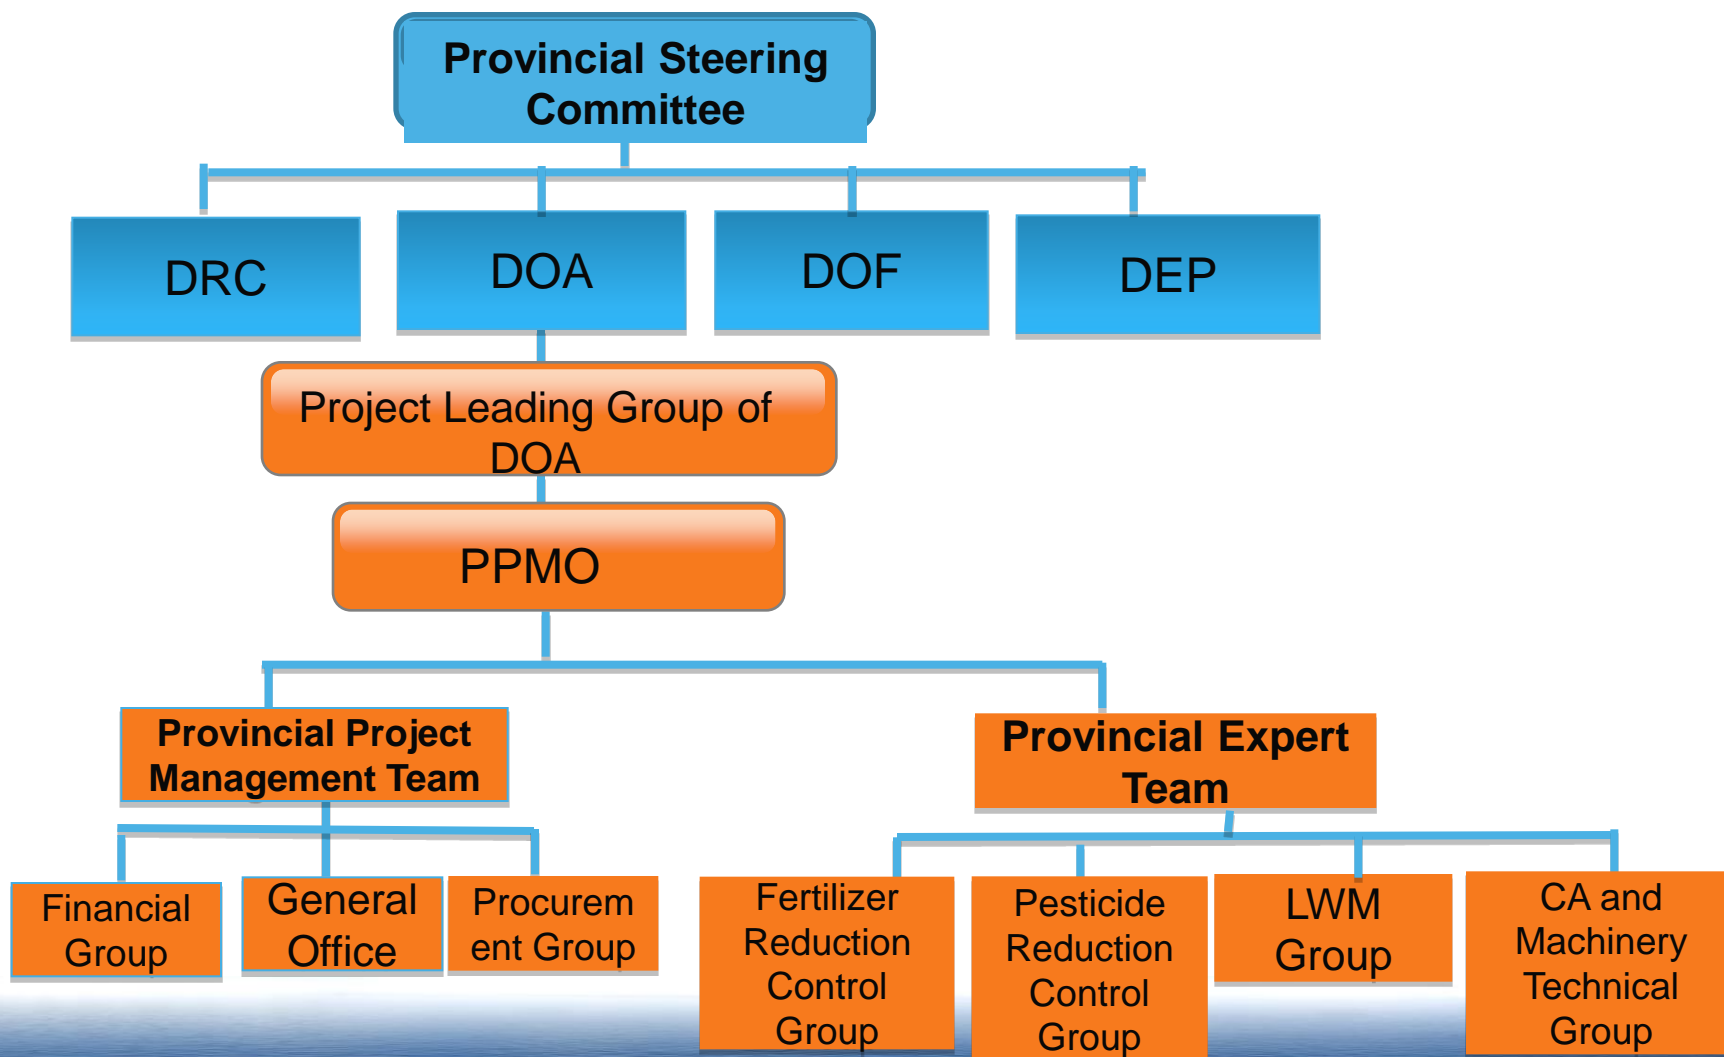 Provincial Steering
Committee
DRC
DOA
DOF
DEP
Project Leading Group of
DOA
PPMO
Provincial Project
Management Team
Provincial Expert
Team
Financial
Group
General
Office
Procurem
ent Group
Fertilizer
Reduction
Control
Group
Pesticide
Reduction
Control
Group
LWM
Group
CA and
Machinery
Technical
Group